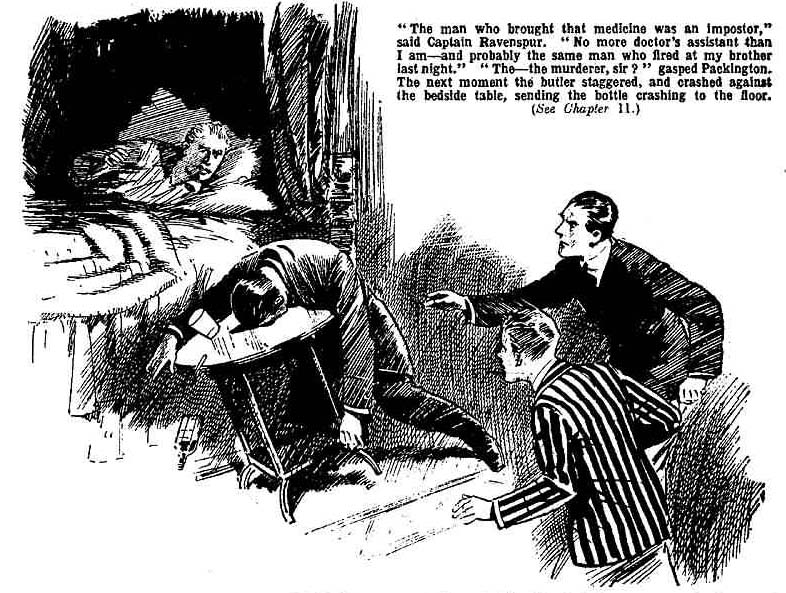 "The man who brought that medicine was an impostor,"
said Captain Ravenspur. "No more doctor's assistant than
I am—and probably the same man who fired at my brother
last night." "The—the murderer, sir?" gasped Packington.
The next moment the butler staggered, and crashed against
the bedside table, sending the bottle crashing to the floor.
(See Chapter 11.)